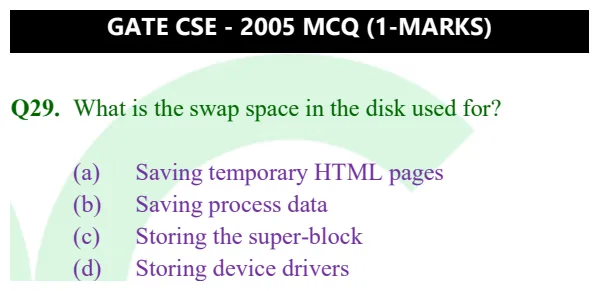 GATE CSE - 2005 MCQ (1-MARKS)
Q29. What is the swap space in the disk used for?
(a) Saving temporary HTML pages
(b) Saving process data
(c) Storing the super-block
(d) Storing device drivers